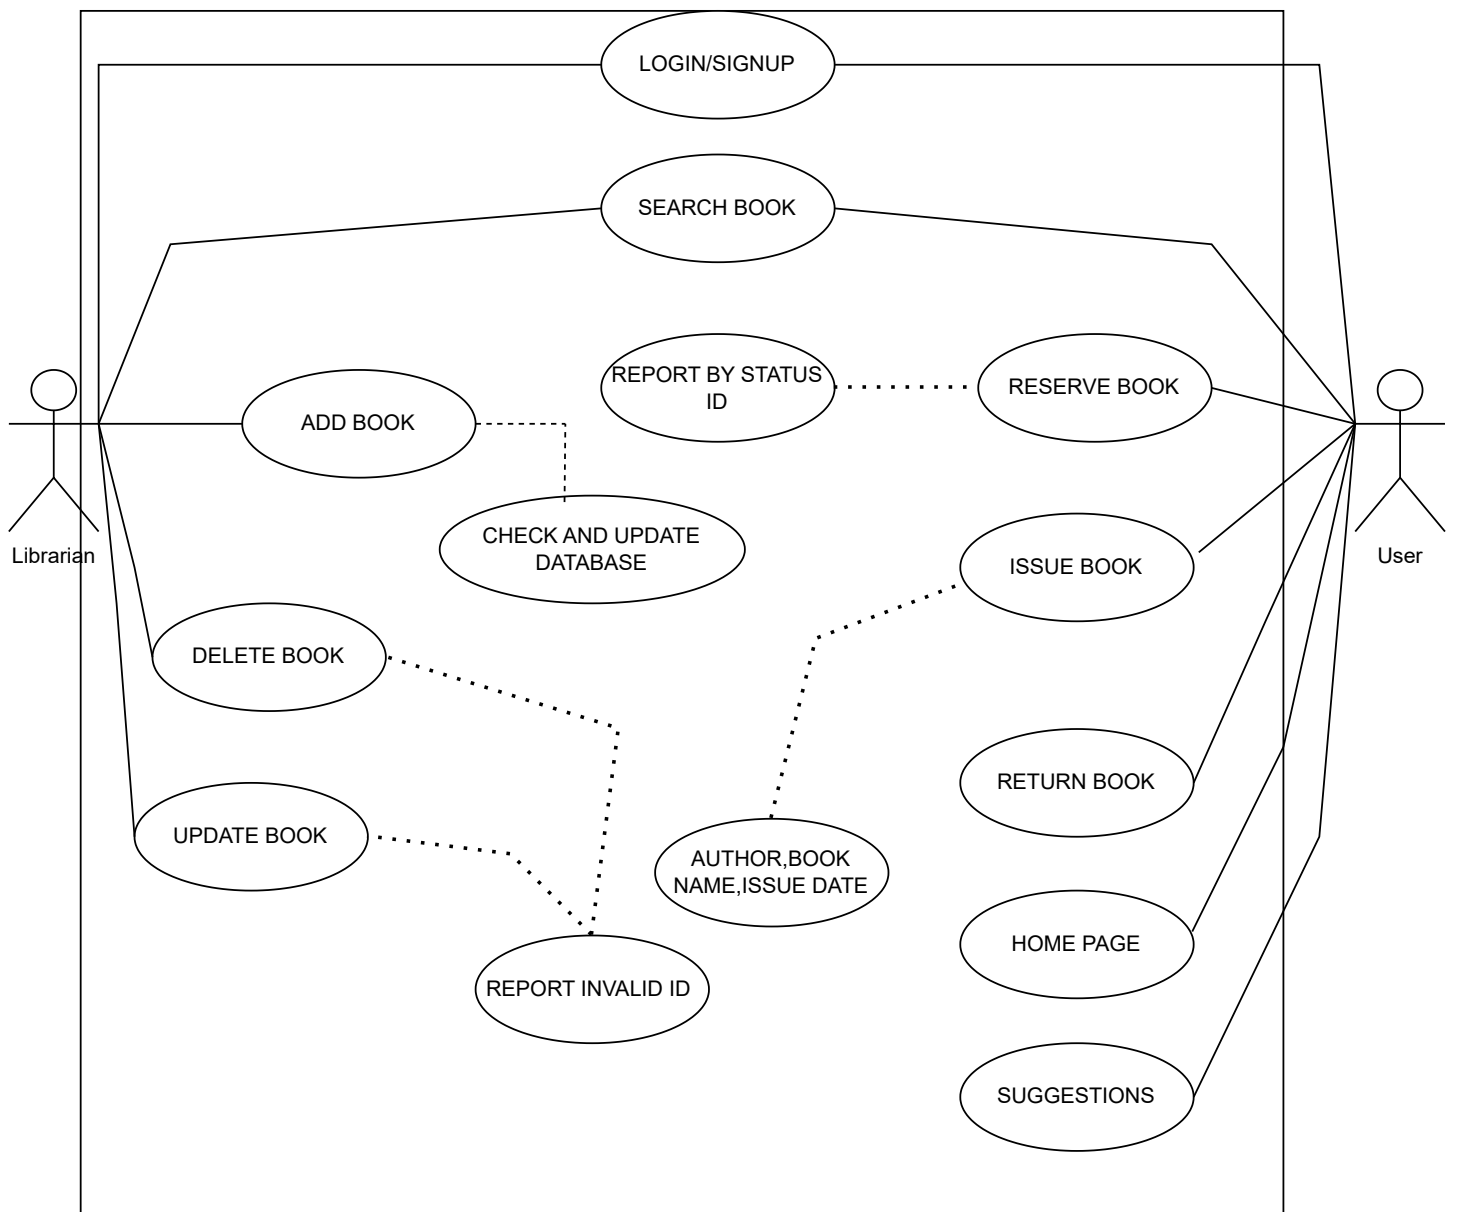 LOGIN/SIGNUP
SEARCH BOOK
REPORT BY STATUS
ID
RESERVE BOOK
ADD BOOK
CHECK AND UPDATE
DATABASE
Librarian
User
ISSUE BOOK
DELETE BOOK
RETURN BOOK
UPDATE BOOK
AUTHOR,BOOK
NAME,ISSUE DATE
HOME PAGE
REPORT INVALID ID
SUGGESTIONS